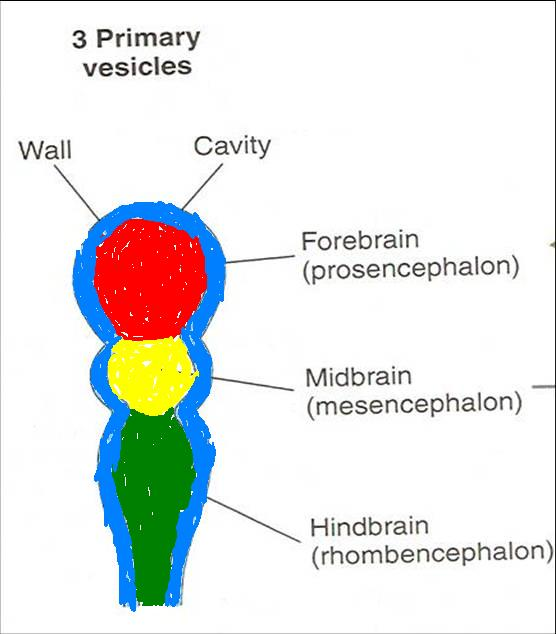 3 Primary
vesicles
Wall
Cavity
Forebrain
(prosencephalon)
Midbrain
(mesencephalon)
Hindbrain
(rhombencephalon)